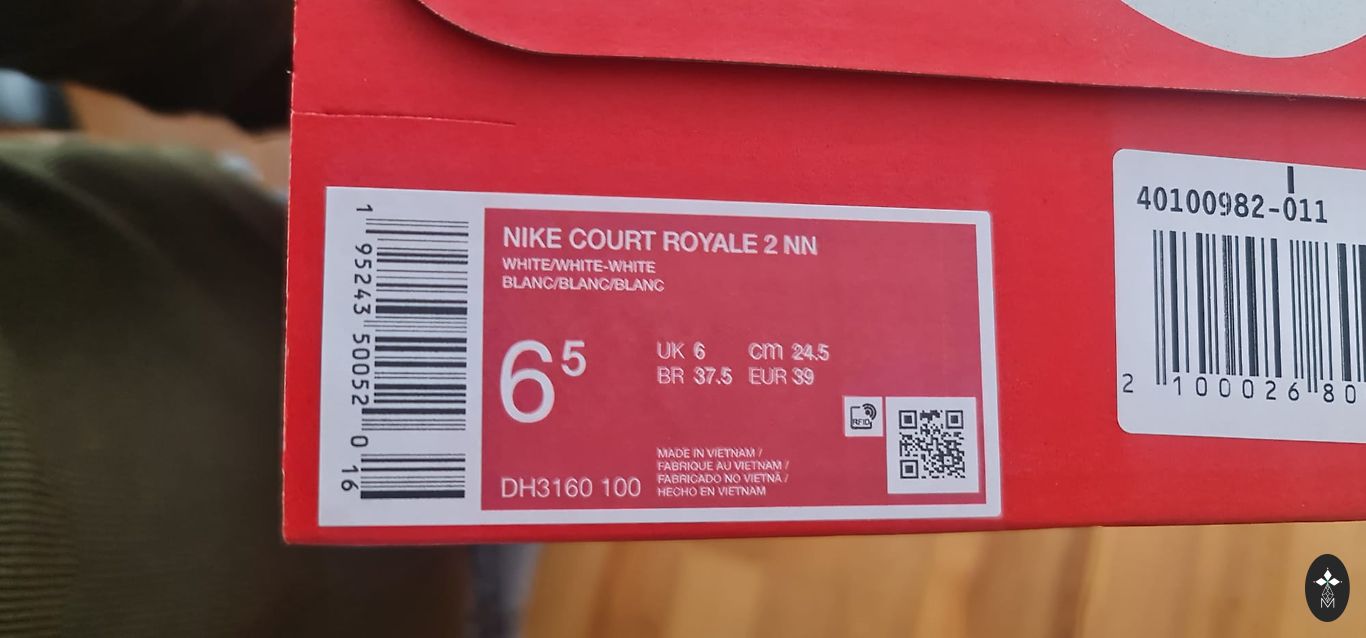 NIKE COURT ROYALE 2 NN
WHITE/WHITE-WHITE
BLANC/BLANC/BLANC
6 5
UK 6 cm 24.5
BR 37.5 EUR 39
RFID
MADE IN VIETNAM /
FABRIQUE AU VIETNAM /
FABRICADO NO VIETNÃ /
HECHO EN VIETNAM
DH3160 100
1 95243 50052 0 16
40100982-011
2 100026 80
M